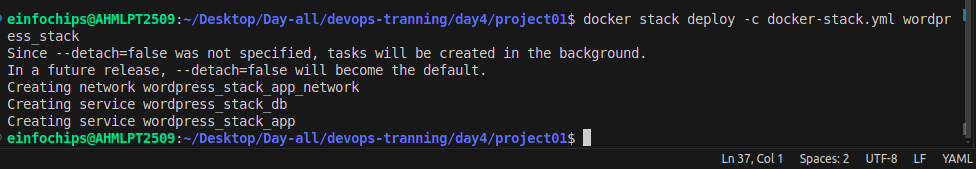 einfochips@AHMLPT2509:~/Desktop/Day-all/devops-tranning/day4/project01$ docker stack deploy -c docker-stack.yml wordpr
ess_stack
Since --detach=false was not specified, tasks will be created in the background.
In a future release, --detach=false will become the default.
Creating network wordpress_stack_app_network
Creating service wordpress_stack_db
Creating service wordpress_stack_app
einfochips@AHMLPT2509:~/Desktop/Day-all/devops-tranning/day4/project01$
Ln 37, Col 1 Spaces: 2 UTF-8 LF YAML